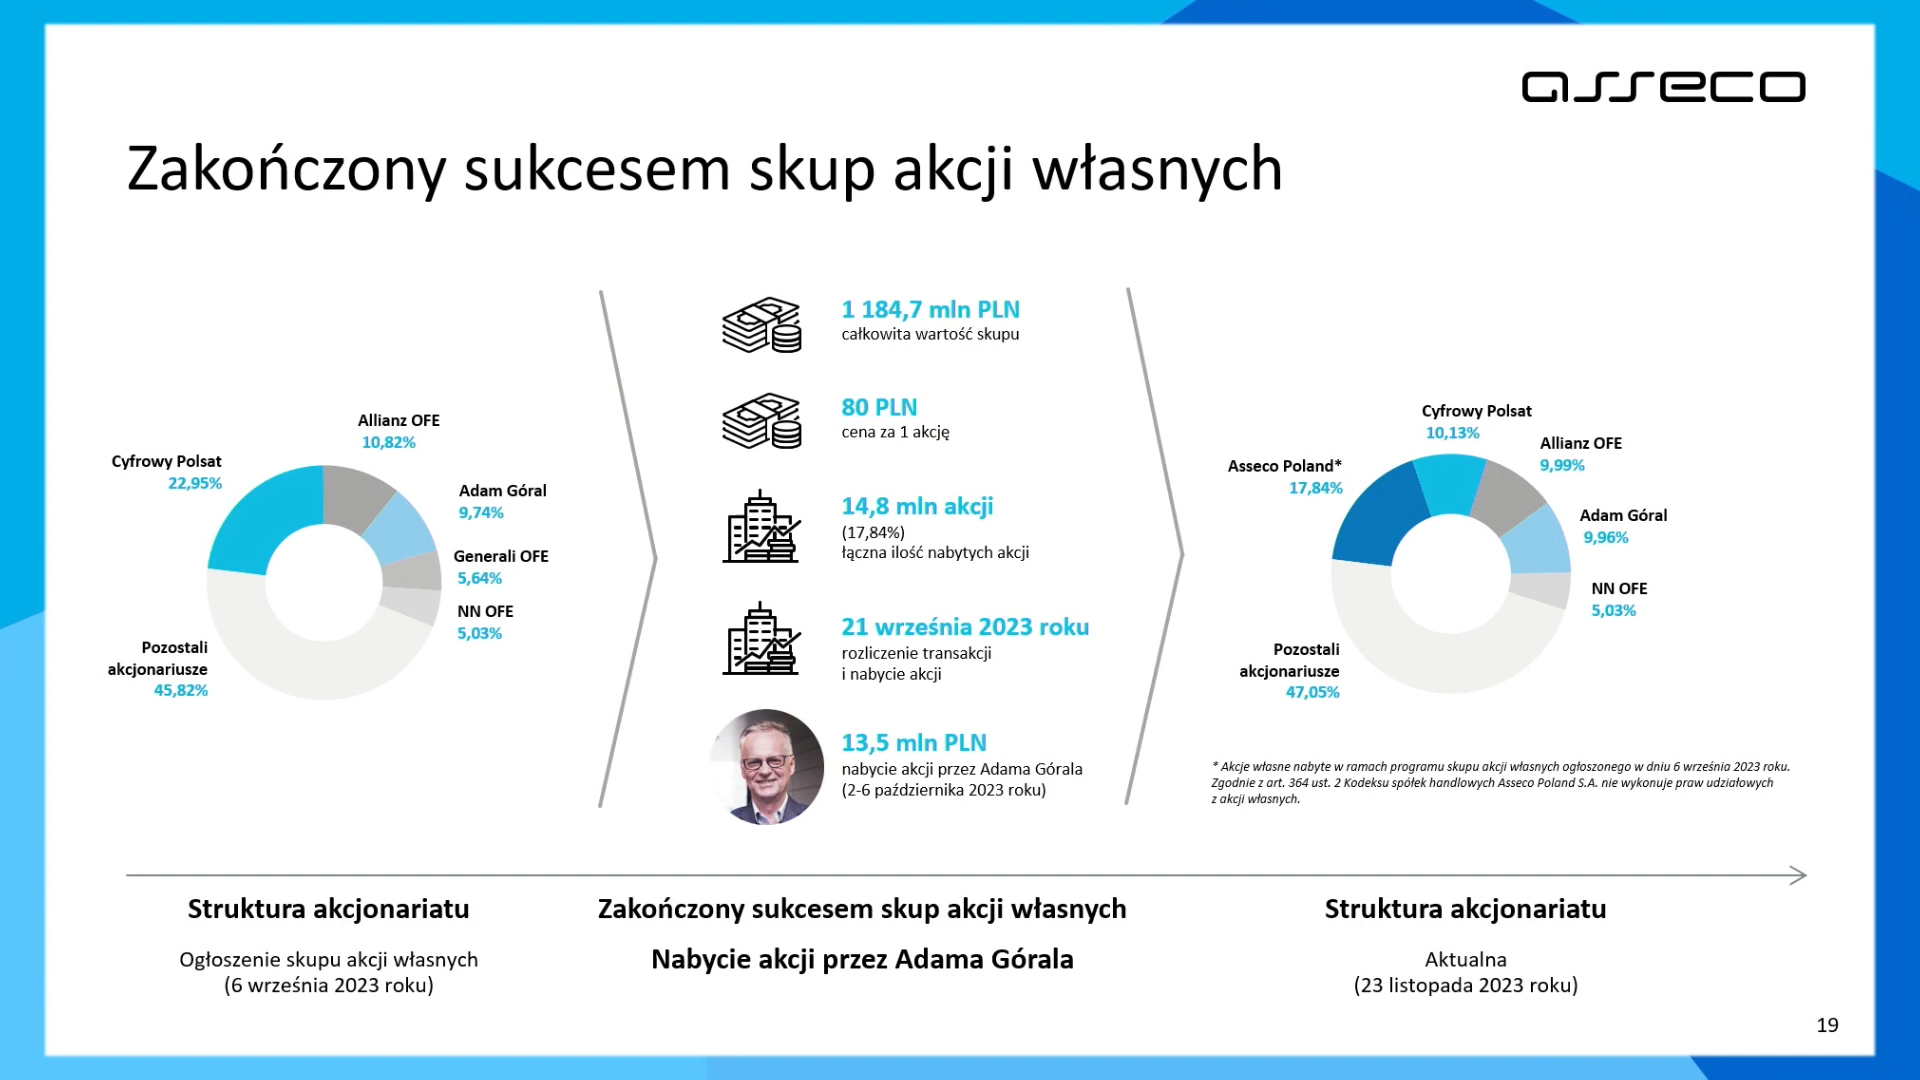 asseco
Zakończony sukcesem skup akcji własnych
Allianz OFE
10,82%
Cyfrowy Polsat
22,95%
Adam Góral
9,74%
Generali OFE
5,64%
NN OFE
5,03%
Pozostali
akcjonariusze
45,82%
1 184,7 mln PLN
całkowita wartość skupu
80 PLN
cena za 1 akcję
14,8 mln akcji
(17,84%)
łączna ilość nabytych akcji
21 września 2023 roku
rozliczenie transakcji
i nabycie akcji
13,5 mln PLN
nabycie akcji przez Adama Górala
(2-6 października 2023 roku)
Cyfrowy Polsat
10,13%
Allianz OFE
9,99%
Asseco Poland*
17,84%
Adam Góral
9,96%
NN OFE
5,03%
Pozostali
akcjonariusze
47,05%
* Akcje własne nabyte w ramach programu skupu akcji własnych ogłoszonego w dniu 6 września 2023 roku.
Zgodnie z art. 364 ust. 2 Kodeksu spółek handlowych Asseco Poland S.A. nie wykonuje praw udziałowych
z akcji własnych.
Struktura akcjonariatu
Ogłoszenie skupu akcji własnych
(6 września 2023 roku)
Zakończony sukcesem skup akcji własnych
Nabycie akcji przez Adama Górala
Struktura akcjonariatu
Aktualna
(23 listopada 2023 roku)
19